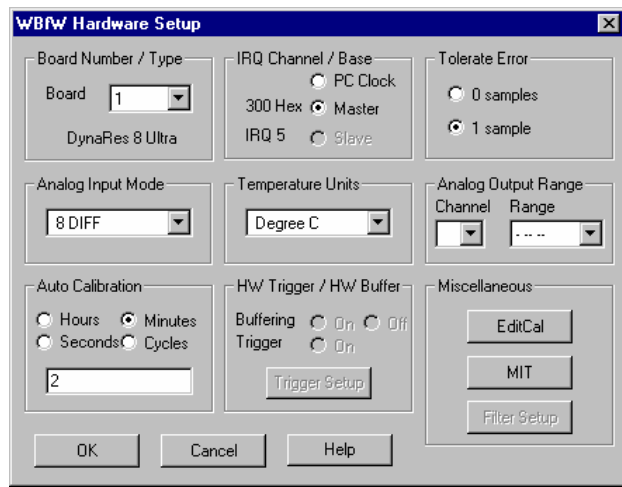 WBfW Hardware Setup
Board Number / Type
Board 1
DynaRes 8 Ultra
IRQ Channel / Base
PC Clock
300 Hex Master
IRQ 5 Slave
Tolerate Error
0 samples
1 sample
Analog Input Mode
8 DIFF
Temperature Units
Degree C
Analog Output Range
Channel Range
- -- --
Auto Calibration
Hours Minutes
Seconds Cycles
2
HW Trigger / HW Buffer
Buffering On Off
Trigger On
Trigger Setup
Miscellaneous
EditCal
MIT
Filter Setup
OK Cancel Help